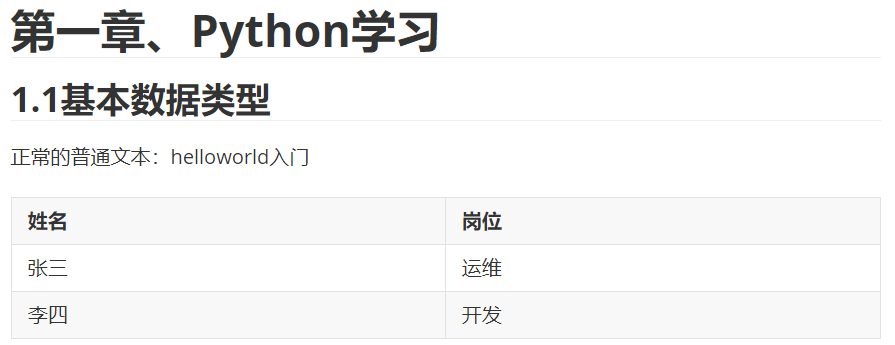 第一章、Python学习
1.1基本数据类型
正常的普通文本：helloworld入门
姓名 岗位
张三 运维
李四 开发